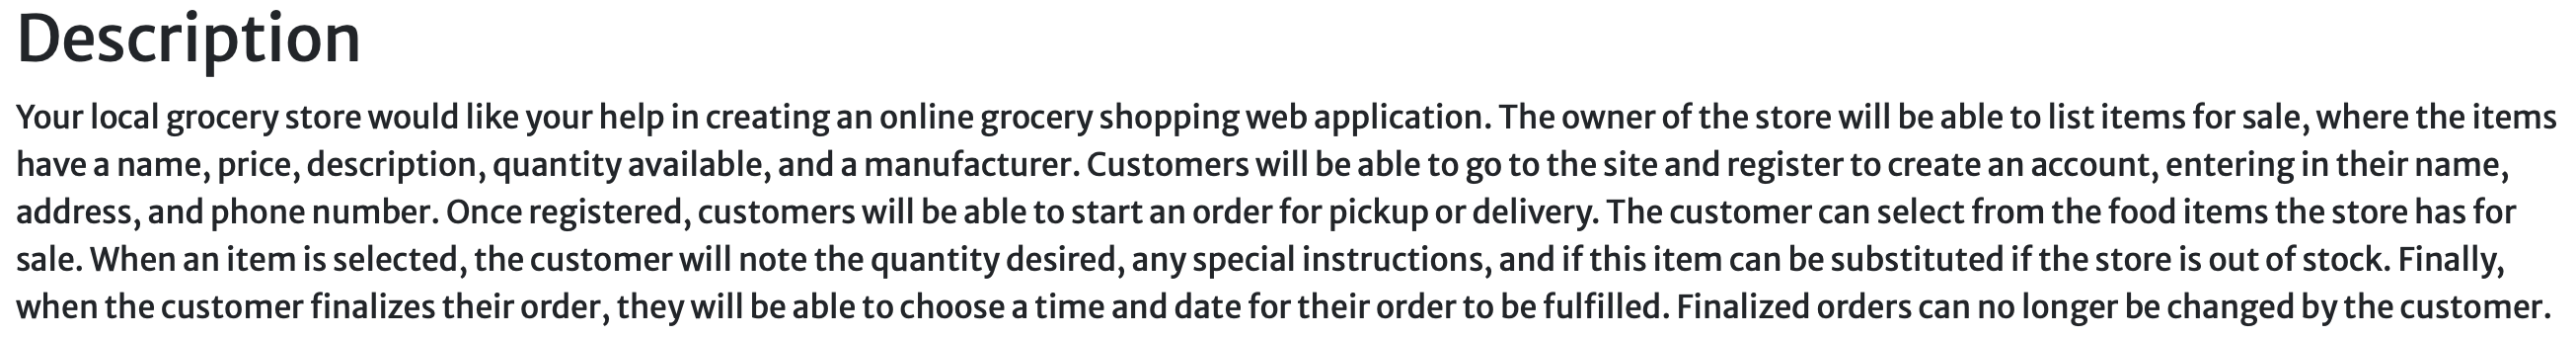 Description
Your local grocery store would like your help in creating an online grocery shopping web application. The owner of the store will be able to list items for sale, where the items
have a name, price, description, quantity available, and a manufacturer. Customers will be able to go to the site and register to create an account, entering in their name,
address, and phone number. Once registered, customers will be able to start an order for pickup or delivery. The customer can select from the food items the store has for
sale. When an item is selected, the customer will note the quantity desired, any special instructions, and if this item can be substituted if the store is out of stock. Finally,
when the customer finalizes their order, they will be able to choose a time and date for their order to be fulfilled. Finalized orders can no longer be changed by the customer.